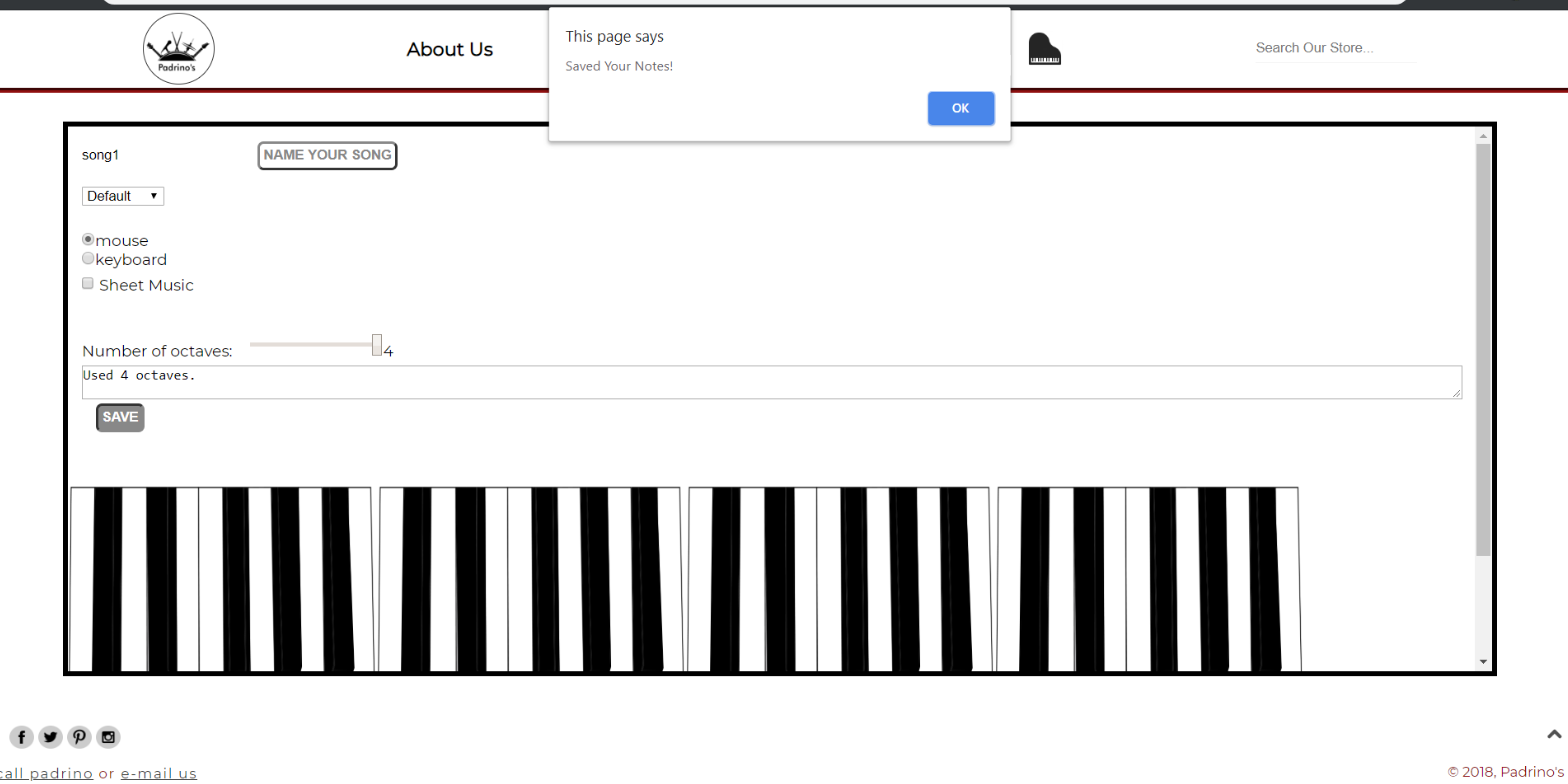 This page says
Saved Your Notes!
OK
Padrino's
About Us
Search Our Store...
song1
NAME YOUR SONG
Default
mouse
keyboard
Sheet Music
Number of octaves:
4
Used 4 octaves.
SAVE
call padrino or e-mail us
© 2018, Padrino's